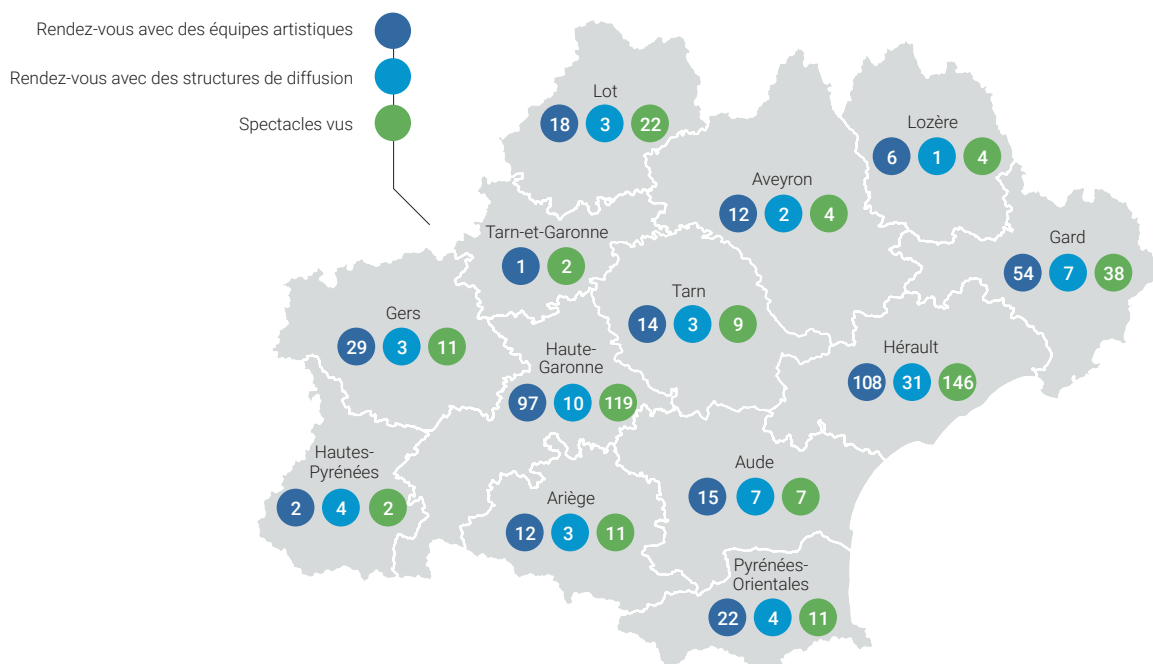 Rendez-vous avec des équipes artistiques
Rendez-vous avec des structures de diffusion
Spectacles vus
Lot
18 3 22
Lozère
6 1 4
Aveyron
12 2 4
Tarn-et-Garonne
1 2
Gard
54 7 38
Tarn
14 3 9
Gers
29 3 11
Haute-
Garonne
97 10 119
Hérault
108 31 146
Hautes-
Pyrénées
2 4 2
Aude
15 7 7
Ariège
12 3 11
Pyrénées-
Orientales
22 4 11